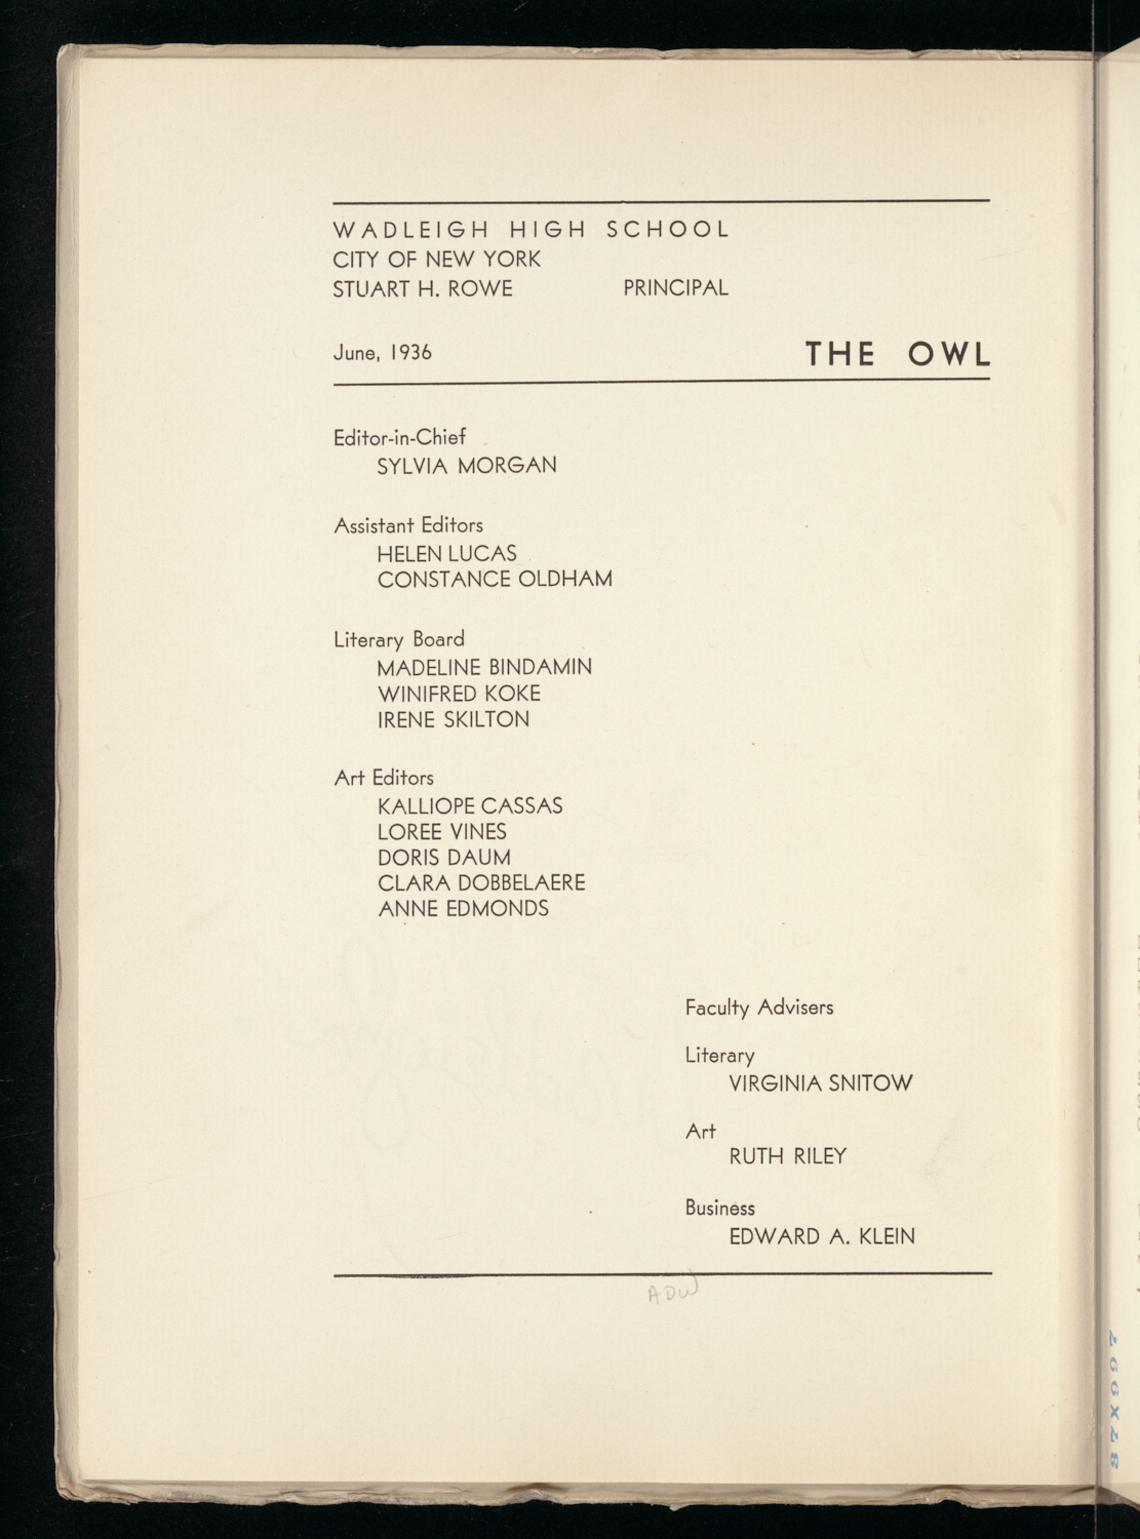 WADLEIGH HIGH SCHOOL
CITY OF NEW YORK
STUART H. ROWE PRINCIPAL
June, 1936 THE OWL
Editor-in-Chief
SYLVIA MORGAN
Assistant Editors
HELEN LUCAS
CONSTANCE OLDHAM
Literary Board
MADELINE BINDAMIN
WINIFRED KOKE
IRENE SKILTON
Art Editors
KALLIOPE CASSAS
LOREE VINES
DORIS DAUM
CLARA DOBBELAERE
ANNE EDMONDS
Faculty Advisers
Literary
VIRGINIA SNITOW
Art
RUTH RILEY
Business
EDWARD A. KLEIN
ADW